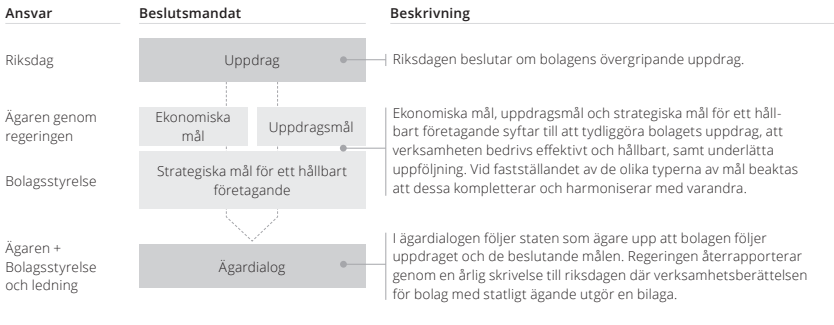 Ansvar
Beslutsmandat
Beskrivning
Riksdag
Uppdrag
Riksdagen beslutar om bolagens övergripande uppdrag.
Ägaren genom
regeringen
Ekonomiska
mål
Uppdragsmål
Ekonomiska mål, uppdragsmål och strategiska mål för ett håll-
bart företagande syftar till att tydliggöra bolagets uppdrag, att
verksamheten bedrivs effektivt och hållbart, samt underlätta
uppföljning. Vid fastställandet av de olika typerna av mål beaktas
att dessa kompletterar och harmoniserar med varandra.
Bolagsstyrelse
Strategiska mål för ett hållbart
företagande
Ägaren +
Bolagsstyrelse
och ledning
Ägardialog
I ägardialogen följer staten som ägare upp att bolagen följer
uppdraget och de beslutande målen. Regeringen återrapporterar
genom en årlig skrivelse till riksdagen där verksamhetsberättelsen
för bolag med statligt ägande utgör en bilaga.